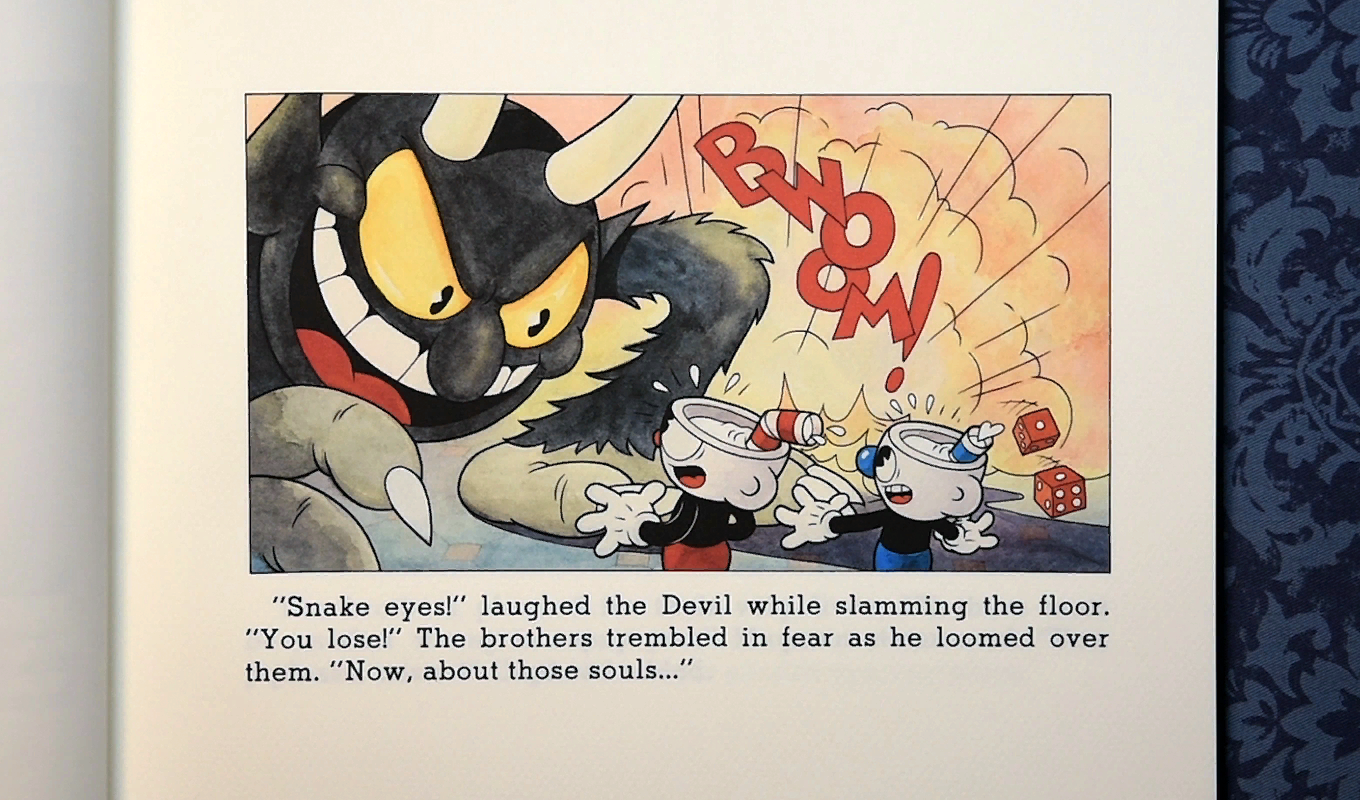 BWOOM!
"Snake eyes!" laughed the Devil while slamming the floor.
"You lose!" The brothers trembled in fear as he loomed over
them. "Now, about those souls..."